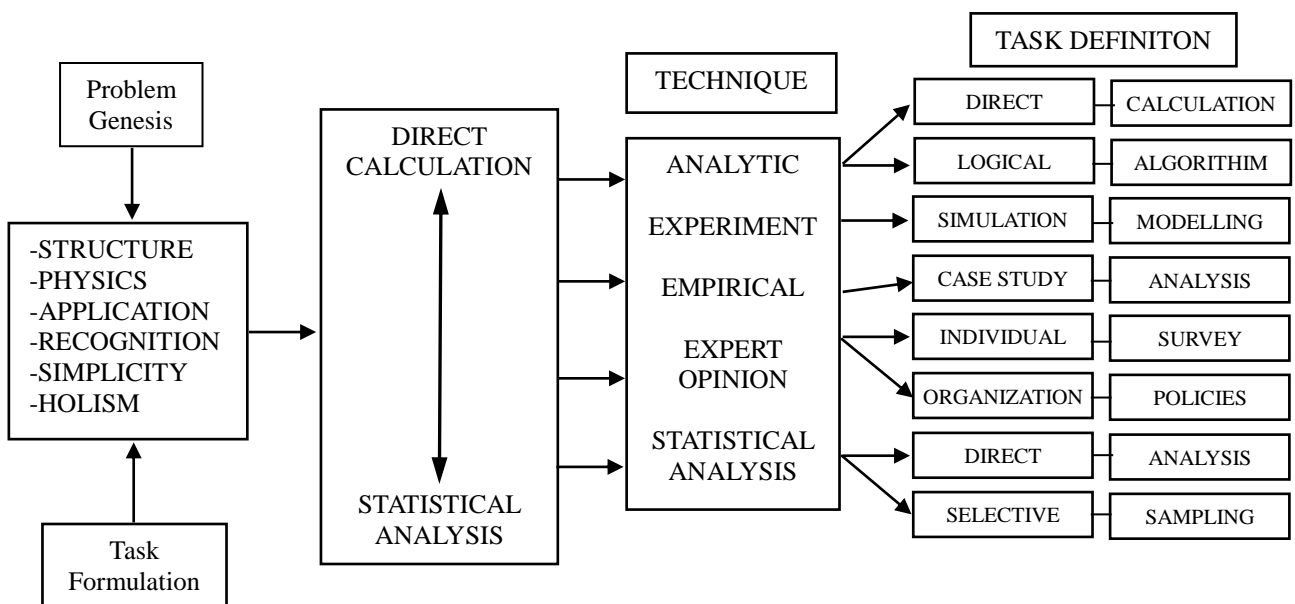 Problem
Genesis
-STRUCTURE
-PHYSICS
-APPLICATION
-RECOGNITION
-SIMPLICITY
-HOLISM
Task
Formulation
DIRECT
CALCULATION
STATISTICAL
ANALYSIS
TECHNIQUE
ANALYTIC
EXPERIMENT
EMPIRICAL
EXPERT
OPINION
STATISTICAL
ANALYSIS
TASK DEFINITON
DIRECT CALCULATION
LOGICAL ALGORITHIM
SIMULATION MODELLING
CASE STUDY ANALYSIS
INDIVIDUAL SURVEY
ORGANIZATION POLICIES
DIRECT ANALYSIS
SELECTIVE SAMPLING